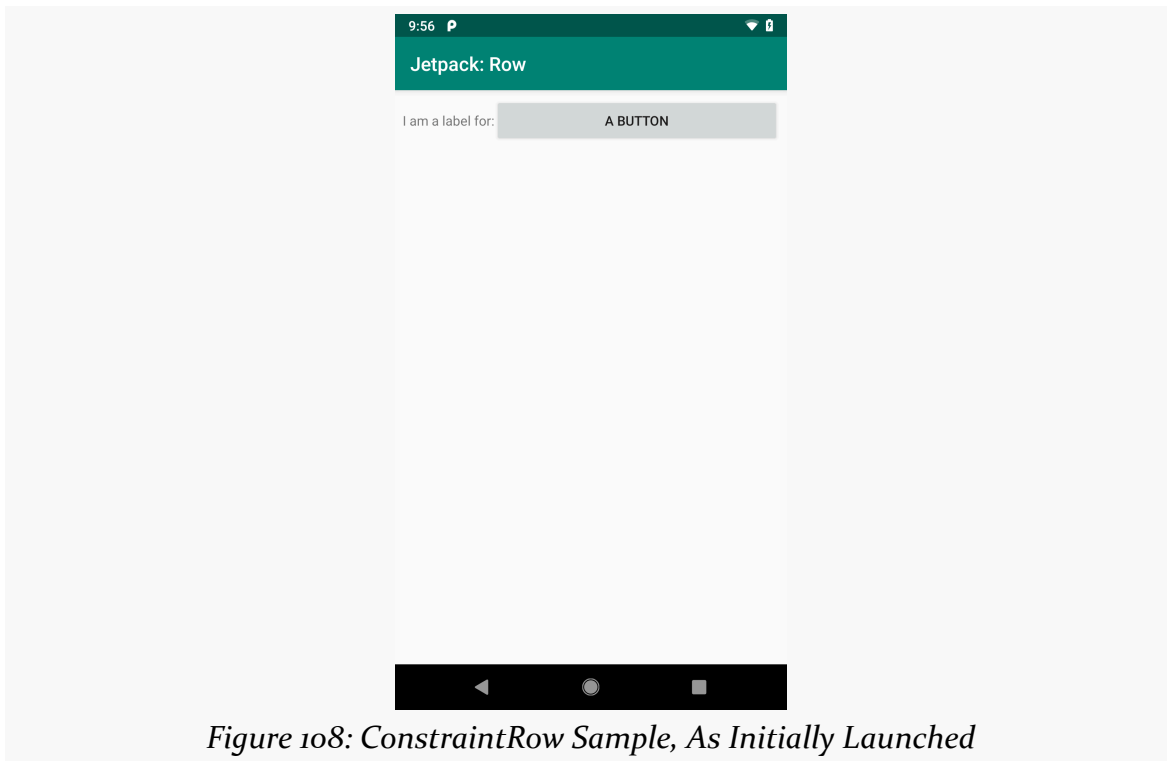 9:56
Jetpack: Row
I am a label for: A BUTTON
Figure 108: ConstraintRow Sample, As Initially Launched